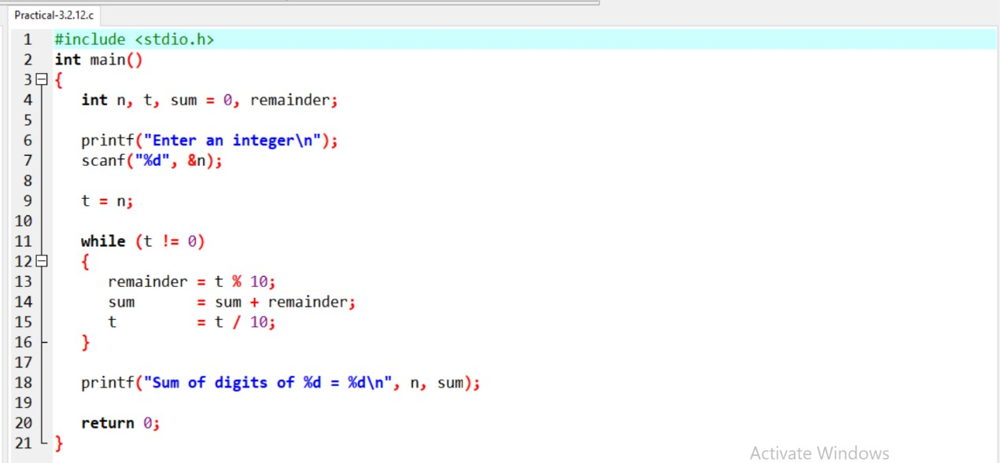 Practical-3.2.12.c
1 #include <stdio.h>
2 int main()
3 {
4 int n, t, sum = 0, remainder;
5
6 printf("Enter an integer\n");
7 scanf("%d", &n);
8
9 t = n;
10
11 while (t != 0)
12 {
13 remainder = t % 10;
14 sum = sum + remainder;
15 t = t / 10;
16 }
17
18 printf("Sum of digits of %d = %d\n", n, sum);
19
20 return 0;
21 }
Activate Windows